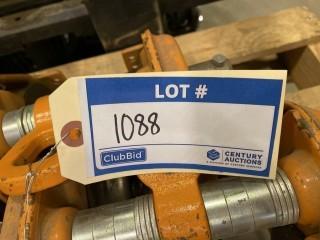 LOT #
1088
ClubBid
CENTURY
AUCTIONS